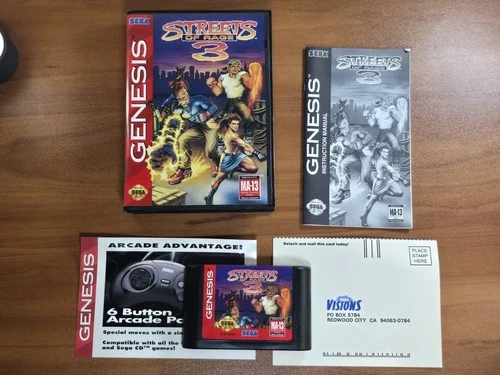 SEGA
STREETS
OF RAGE
3
GENESIS
SEGA
MA-13
SEGA
STREETS
OF RAGE
3
GENESIS
INSTRUCTION MANUAL
MA-13
ARCADE ADVANTAGE!
SEGA
GENESIS
6 Button
Arcade Pa
Special moves with a sin
Compatible with all the
and Sega CD™ games!
STREETS
OF RAGE
3
GENESIS
MA-13
SEGA
Detach and mail this card today!
PLACE
STAMP
HERE
VISIONS
PO BOX 5784
REDWOOD CITY CA 94063-0784